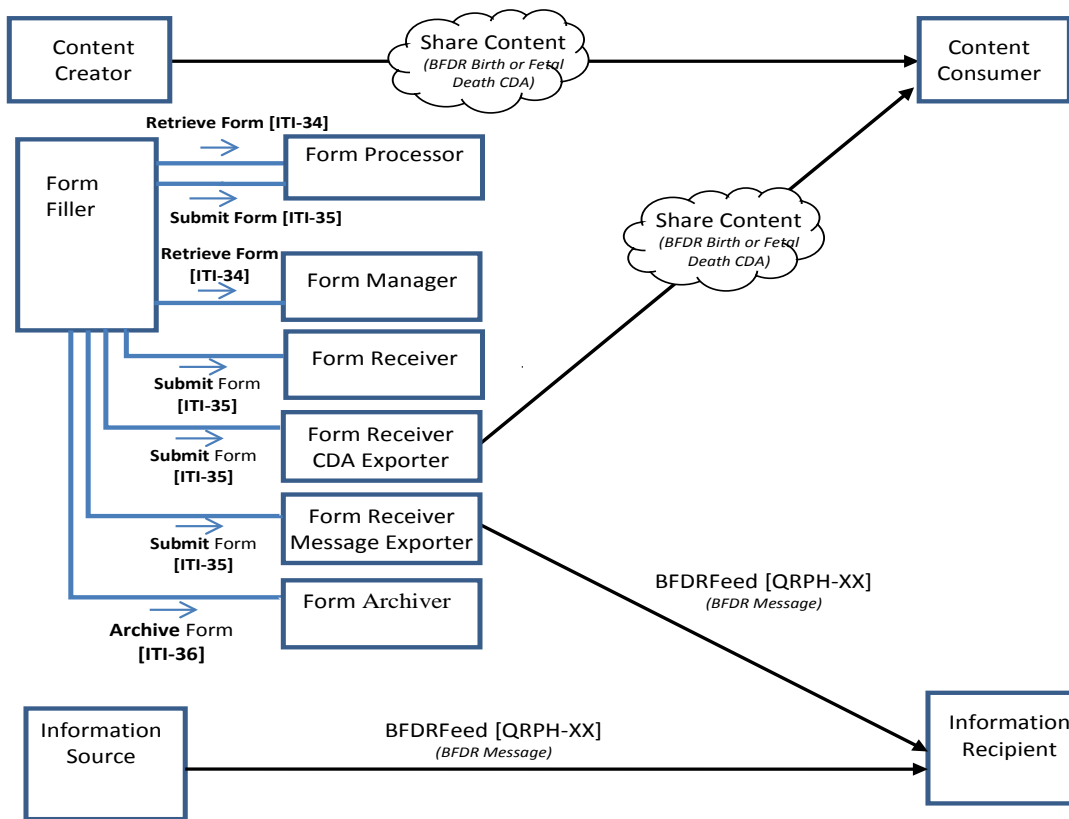 Content
Creator
Share Content
(BFDR Birth or Fetal
Death CDA)
Content
Consumer
Retrieve Form [ITI-34]
Form Processor
Form
Filler
Submit Form [ITI-35]
Share Content
(BFDR Birth or Fetal
Death CDA)
Retrieve Form
[ITI-34]
Form Manager
Form Receiver
Submit Form
[ITI-35]
Form Receiver
CDA Exporter
Submit Form
[ITI-35]
Form Receiver
Message Exporter
Submit Form
[ITI-35]
BFDRFeed [QRPH-XX]
(BFDR Message)
Form Archiver
Archive Form
[ITI-36]
Information
Source
BFDRFeed [QRPH-XX]
(BFDR Message)
Information
Recipient